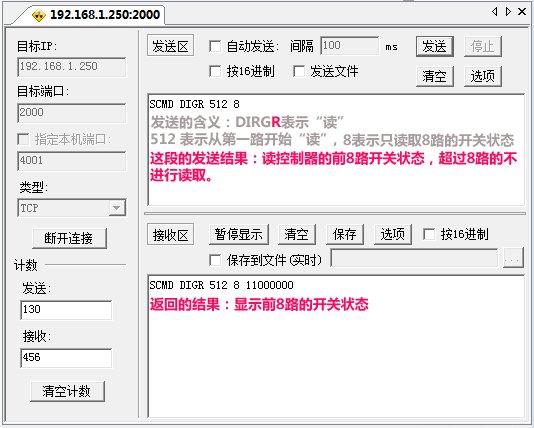 192.168.1.250:2000
目标IP:
192.168.1.250
目标端口:
2000
指定本机端口:
4001
类型:
TCP
断开连接
计数
发送:
130
接收:
456
清空计数
发送区 自动发送: 间隔 100 ms 发送 停止
按16进制 发送文件 清空 选项
SCMD DIGR 512 8
发送的含义：DIRGR表示“读”
512 表示从第一路开始“读”，8表示只读取8路的开关状态
这段的发送结果：读控制器的前8路开关状态，超过8路的不
进行读取。
接收区 暂停显示 清空 保存 选项 按16进制
保存到文件(实时) ...
SCMD DIGR 512 8 11000000
返回的结果：显示前8路的开关状态